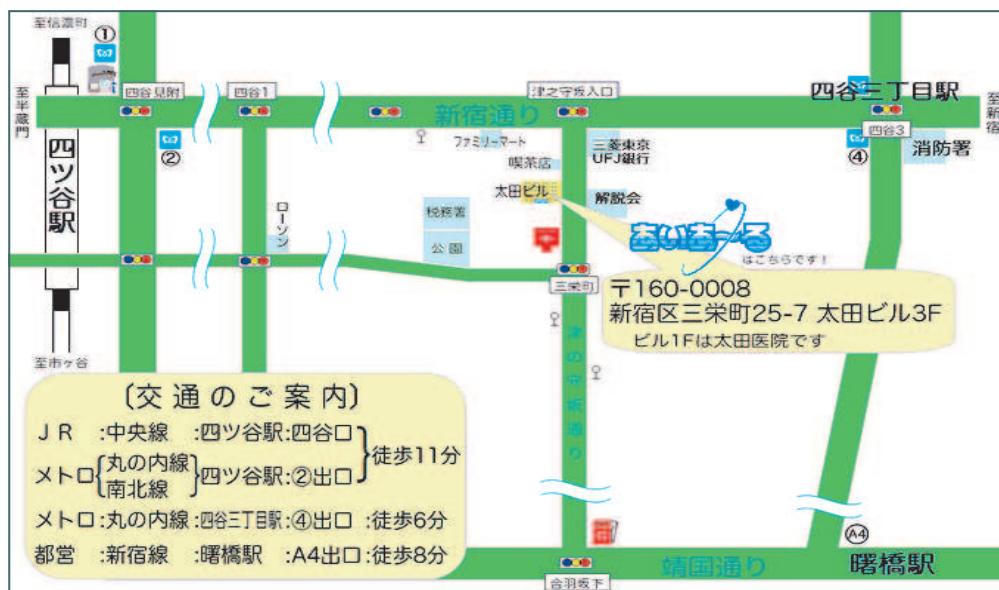 至信濃町
①
四谷見附
四谷1
津之守坂入口
四谷三丁目駅
至半蔵門
新宿通り
至新宿
四谷3
②
ファミリーマート
三菱東京
UFJ銀行
④
消防署
四ツ谷駅
喫茶店
太田ビル
解説会
ローソン
税務署
公園
あいあ~る
はこちらです!
三栄町
〒160-0008
新宿区三栄町25-7 太田ビル3F
ビル1Fは太田医院です
至市ヶ谷
津の守坂通り
〔交通のご案内〕
JR :中央線 :四ツ谷駅:四谷口
メトロ{丸の内線 南北線}四ツ谷駅:②出口
}徒歩11分
メトロ:丸の内線:四谷三丁目駅:④出口 :徒歩6分
都営 :新宿線 :曙橋駅 :A4出口:徒歩8分
A4
靖国通り
曙橋駅
合羽坂下